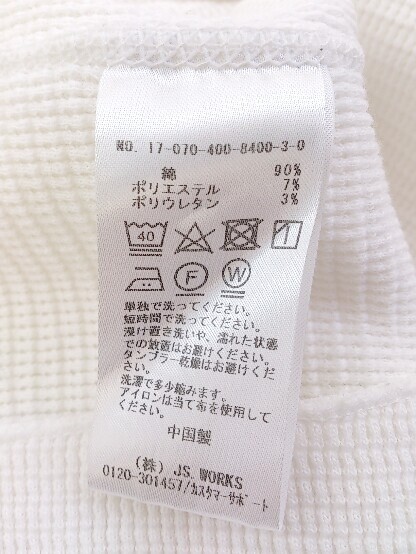 NO. 17-070-400-8400-3-0
綿 90%
ポリエステル 7%
ポリウレタン 3%
40
F W
単独で洗ってください。
短時間で洗ってください。
浸け置き洗いや、濡れた状態
での放置はお避けください。
タンブラー乾燥はお避けくだ
さい。
洗濯で多少縮みます。
アイロンは当て布を使用して
ください。
中国製
(株) JS.WORKS
0120-301457/カスタマーサポート